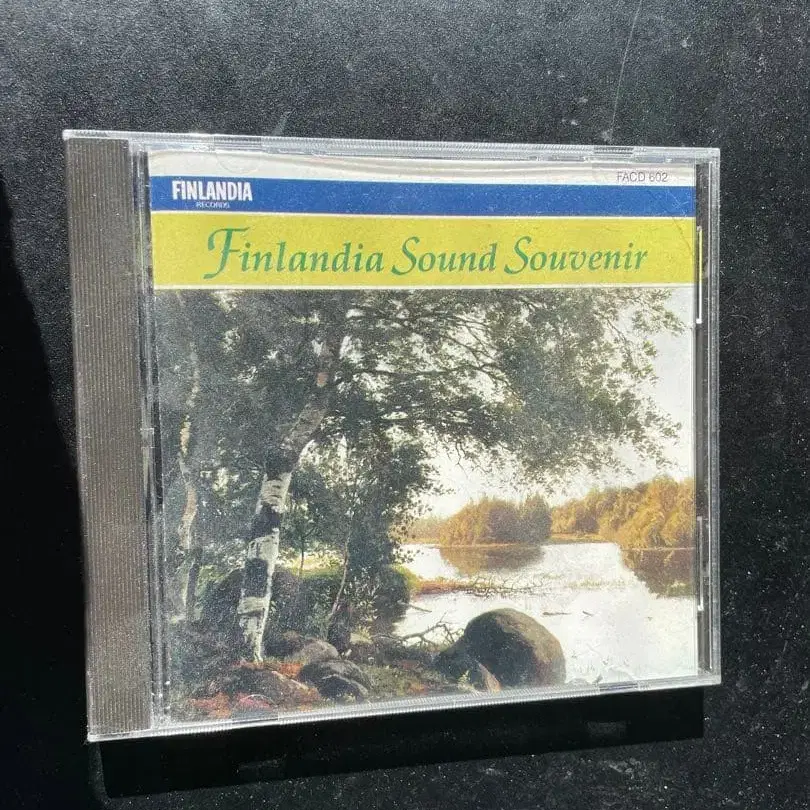 FACD 602
FINLANDIA
RECORDS
Finlandia Sound Souvenir